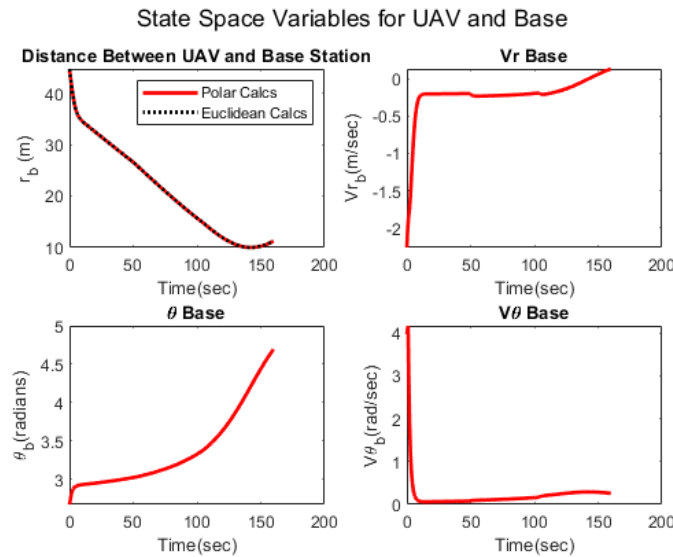 State Space Variables for UAV and Base
Distance Between UAV and Base Station
Polar Calcs
Euclidean Calcs
40
30
20
10
r_b (m)
0 50 100 150 200
Time(sec)
Vr Base
0
-0.5
-1
-1.5
-2
Vr_b(m/sec)
0 50 100 150 200
Time(sec)
θ Base
5
4.5
4
3.5
3
θ_b(radians)
0 50 100 150 200
Time(sec)
Vθ Base
4
3
2
1
0
Vθ_b(rad/sec)
0 50 100 150 200
Time(sec)